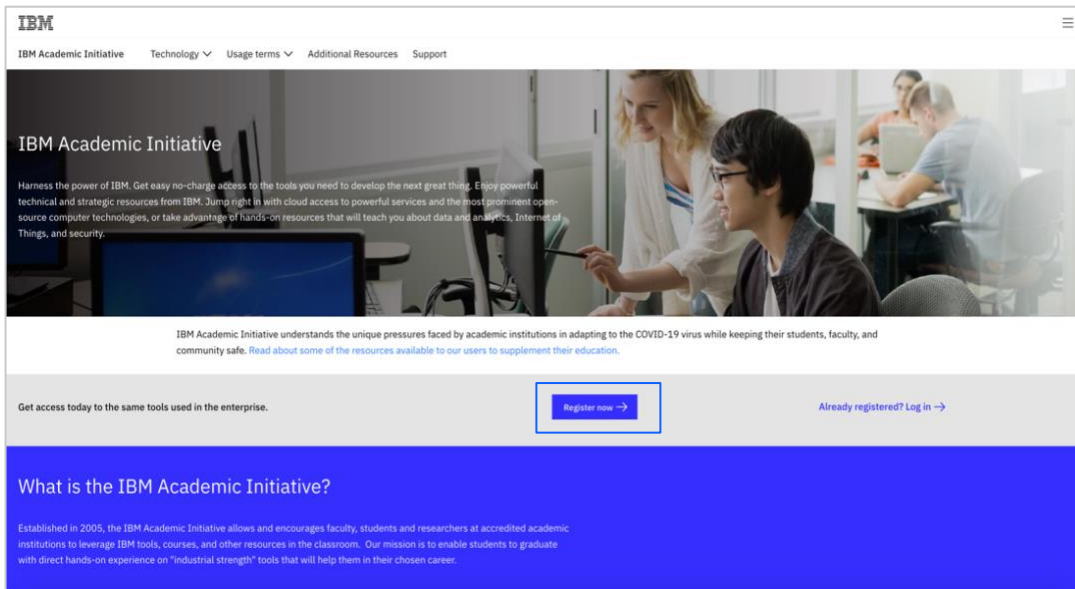 IBM
IBM Academic Initiative Technology Usage terms Additional Resources Support
IBM Academic Initiative
Harness the power of IBM. Get easy no-charge access to the tools you need to develop the next great thing. Enjoy powerful
technical and strategic resources from IBM. Jump right in with cloud access to powerful services and the most prominent open-
source computer technologies, or take advantage of hands-on resources that will teach you about data and analytics, Internet of
Things, and security.
IBM Academic Initiative understands the unique pressures faced by academic institutions in adapting to the COVID-19 virus while keeping their students, faculty, and
community safe. Read about some of the resources available to our users to supplement their education.
Get access today to the same tools used in the enterprise. Register now → Already registered? Log in →
What is the IBM Academic Initiative?
Established in 2005, the IBM Academic Initiative allows and encourages faculty, students and researchers at accredited academic
institutions to leverage IBM tools, courses, and other resources in the classroom. Our mission is to enable students to graduate
with direct hands-on experience on "industrial strength" tools that will help them in their chosen career.